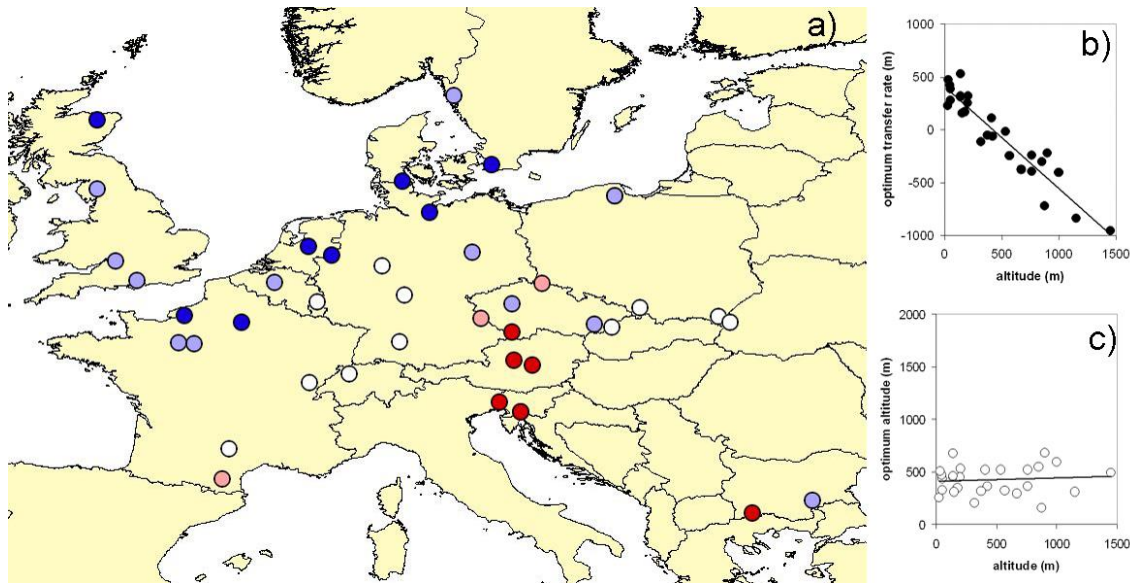 a)
b)
optimum transfer rate (m)
1000
500
0
-500
-1000
0 500 1000 1500
altitude (m)
c)
optimum altitude (m)
2000
1500
1000
500
0
0 500 1000 1500
altitude (m)